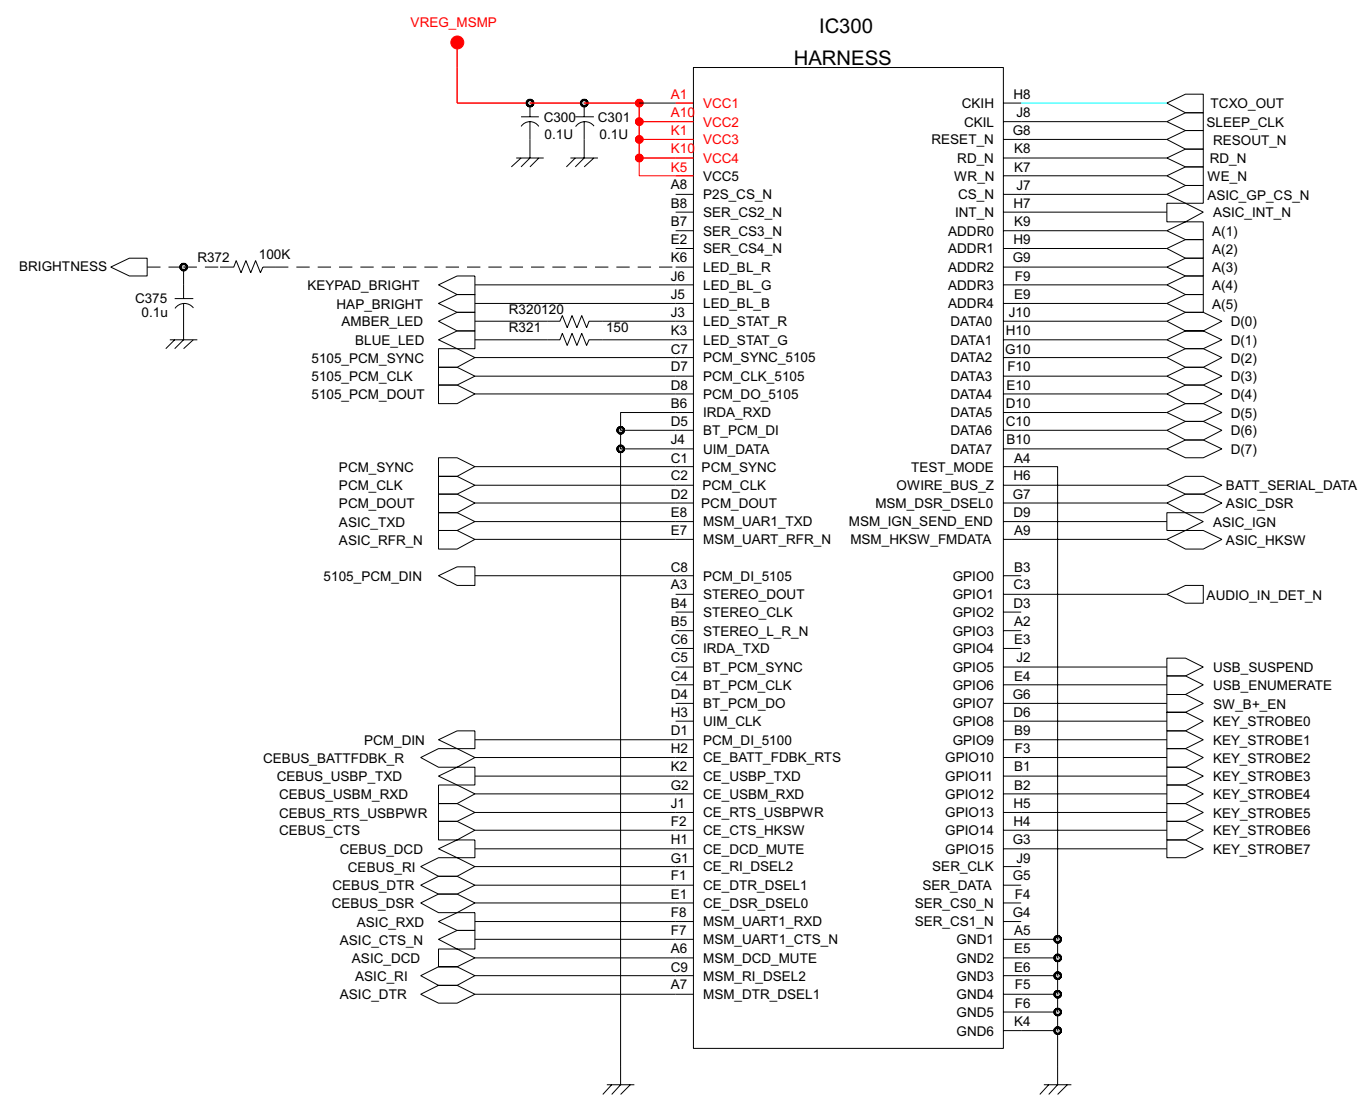 VREG_MSMP
IC300
HARNESS
A1 VCC1 CKIH H8 TCXO_OUT
C300 0.1U C301 0.1U
A10 VCC2 CKIL J8 SLEEP_CLK
K1 VCC3 RESET_N G8 RESOUT_N
K10 VCC4 RD_N K8 RD_N
K5 VCC5 WR_N K7 WE_N
A8 P2S_CS_N CS_N J7 ASIC_GP_CS_N
B8 SER_CS2_N INT_N H7 ASIC_INT_N
B7 SER_CS3_N ADDR0 K9 A(1)
E2 SER_CS4_N ADDR1 H9 A(2)
BRIGHTNESS R372 100K K6 LED_BL_R ADDR2 G9 A(3)
C375 0.1u
KEYPAD_BRIGHT J6 LED_BL_G ADDR3 F9 A(4)
HAP_BRIGHT J5 LED_BL_B ADDR4 E9 A(5)
AMBER_LED R320120 J3 LED_STAT_R DATA0 J10 D(0)
BLUE_LED R321 150 K3 LED_STAT_G DATA1 H10 D(1)
5105_PCM_SYNC C7 PCM_SYNC_5105 DATA2 G10 D(2)
5105_PCM_CLK D7 PCM_CLK_5105 DATA3 F10 D(3)
5105_PCM_DOUT D8 PCM_DO_5105 DATA4 E10 D(4)
B6 IRDA_RXD DATA5 D10 D(5)
D5 BT_PCM_DI DATA6 C10 D(6)
J4 UIM_DATA DATA7 B10 D(7)
PCM_SYNC C1 PCM_SYNC TEST_MODE A4
PCM_CLK C2 PCM_CLK OWIRE_BUS_Z H6 BATT_SERIAL_DATA
PCM_DOUT D2 PCM_DOUT MSM_DSR_DSEL0 G7 ASIC_DSR
ASIC_TXD E8 MSM_UAR1_TXD MSM_IGN_SEND_END D9 ASIC_IGN
ASIC_RFR_N E7 MSM_UART_RFR_N MSM_HKSW_FMDATA A9 ASIC_HKSW
5105_PCM_DIN C8 PCM_DI_5105 GPIO0 B3
A3 STEREO_DOUT GPIO1 C3 AUDIO_IN_DET_N
B4 STEREO_CLK GPIO2 D3
B5 STEREO_L_R_N GPIO3 A2
C6 IRDA_TXD GPIO4 E3
C5 BT_PCM_SYNC GPIO5 J2 USB_SUSPEND
C4 BT_PCM_CLK GPIO6 E4 USB_ENUMERATE
D4 BT_PCM_DO GPIO7 G6 SW_B+_EN
H3 UIM_CLK GPIO8 D6 KEY_STROBE0
PCM_DIN D1 PCM_DI_5100 GPIO9 B9 KEY_STROBE1
CEBUS_BATTFDBK_R H2 CE_BATT_FDBK_RTS GPIO10 F3 KEY_STROBE2
CEBUS_USBP_TXD K2 CE_USBP_TXD GPIO11 B1 KEY_STROBE3
CEBUS_USBM_RXD G2 CE_USBM_RXD GPIO12 B2 KEY_STROBE4
CEBUS_RTS_USBPWR J1 CE_RTS_USBPWR GPIO13 H5 KEY_STROBE5
CEBUS_CTS F2 CE_CTS_HKSW GPIO14 H4 KEY_STROBE6
CEBUS_DCD H1 CE_DCD_MUTE GPIO15 G3 KEY_STROBE7
CEBUS_RI G1 CE_RI_DSEL2 SER_CLK J9
CEBUS_DTR F1 CE_DTR_DSEL1 SER_DATA G5
CEBUS_DSR E1 CE_DSR_DSEL0 SER_CS0_N F4
ASIC_RXD F8 MSM_UART1_RXD SER_CS1_N G4
ASIC_CTS_N F7 MSM_UART1_CTS_N GND1 A5
ASIC_DCD A6 MSM_DCD_MUTE GND2 E5
ASIC_RI C9 MSM_RI_DSEL2 GND3 E6
ASIC_DTR A7 MSM_DTR_DSEL1 GND4 F5
GND5 F6
GND6 K4